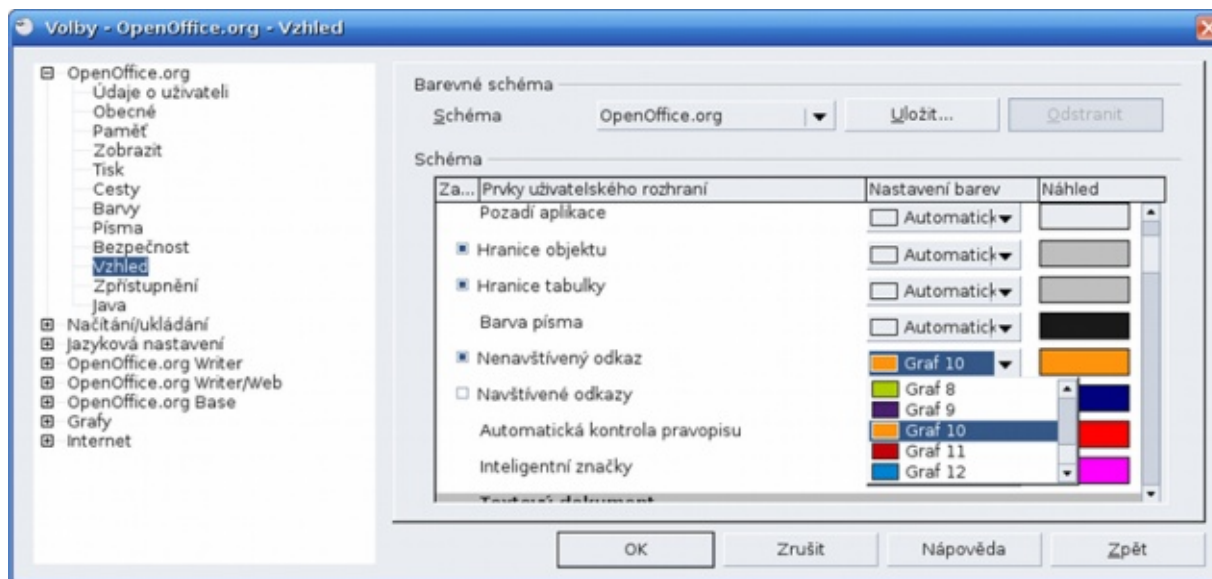 Volby - OpenOffice.org - Vzhled
OpenOffice.org
Údaje o uživateli
Obecné
Paměť
Zobrazit
Tisk
Cesty
Barvy
Písma
Bezpečnost
Vzhled
Zpřístupnění
Java
Načítání/ukládání
Jazyková nastavení
OpenOffice.org Writer
OpenOffice.org Writer/Web
OpenOffice.org Base
Grafy
Internet
Barevné schéma
Schéma OpenOffice.org Uložit... Odstranit
Schéma
Za... Prvky uživatelského rozhraní Nastavení barev Náhled
Pozadí aplikace Automatick
Hranice objektu Automatick
Hranice tabulky Automatick
Barva písma Automatick
Nenavštívený odkaz Graf 10
Navštívené odkazy
Automatická kontrola pravopisu
Inteligentní značky
Textový dokument
Graf 8
Graf 9
Graf 10
Graf 11
Graf 12
OK Zrušit Nápověda Zpět